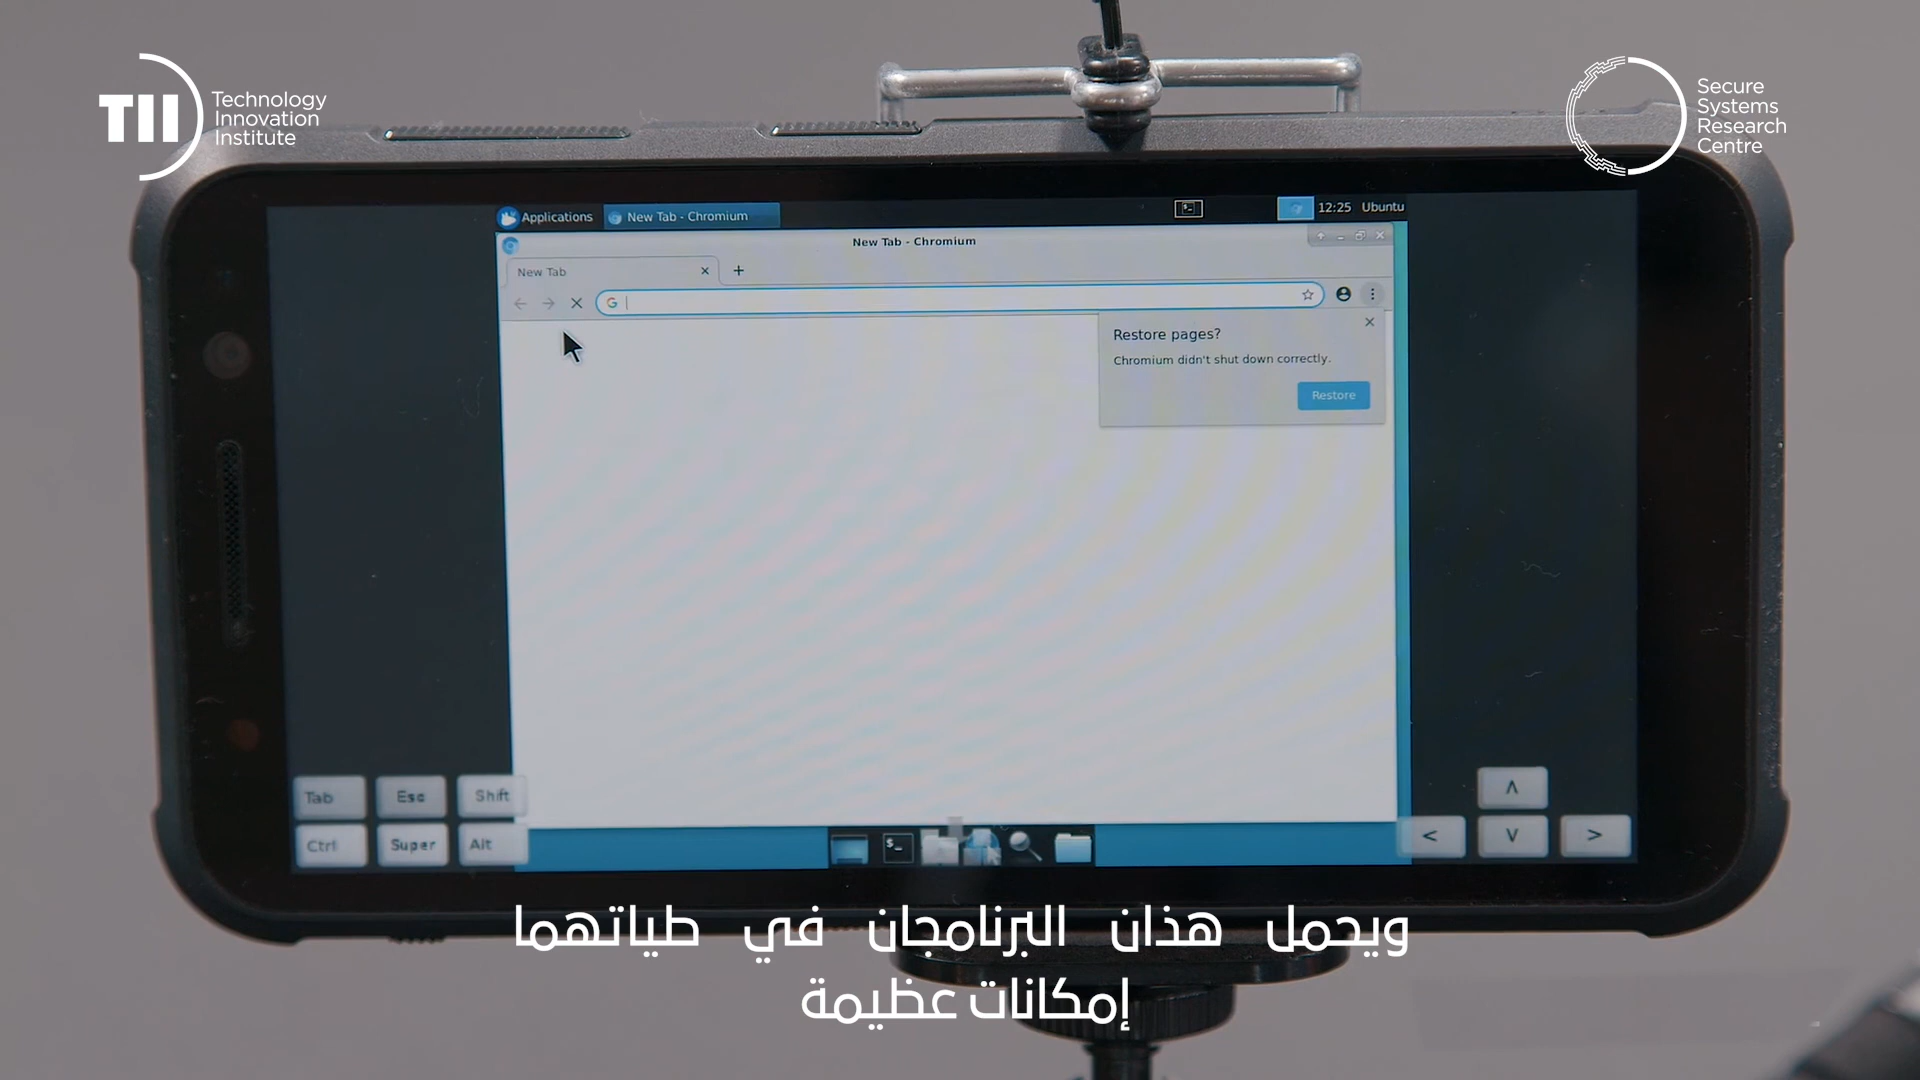 TII
Technology
Innovation
Institute
Secure
Systems
Research
Centre
Applications
New Tab - Chromium
12:25 Ubuntu
New Tab - Chromium
New Tab
G
Restore pages?
Chromium didn't shut down correctly.
Restore
Tab Esc Shift
Ctrl Super Alt
$_
ويحمل هذان البرنامجان في طياتهما
إمكانات عظيمة